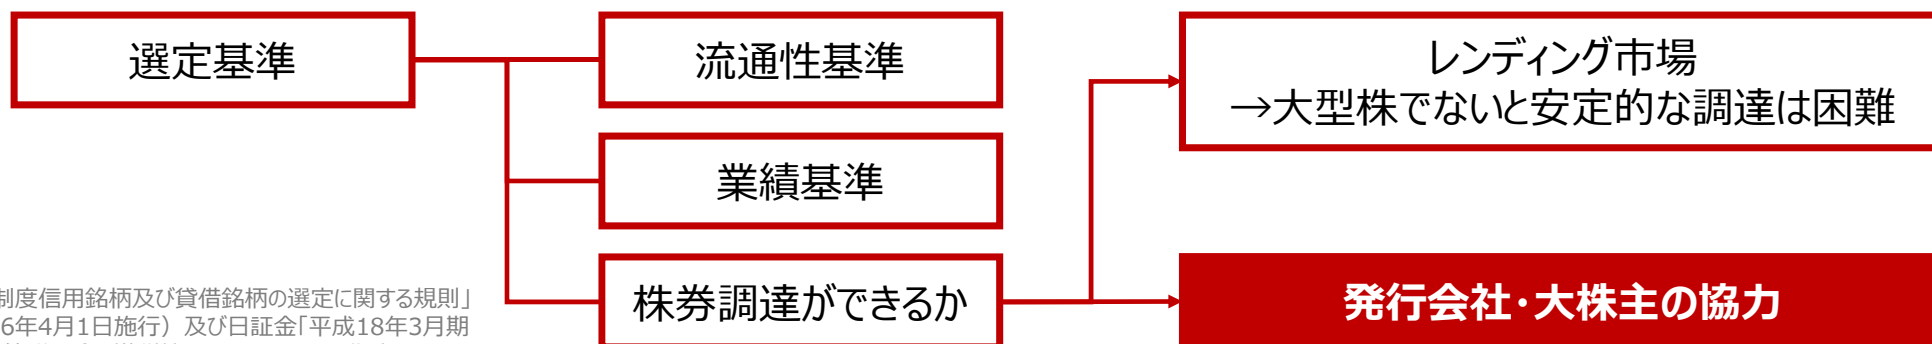 選定基準
流通性基準
業績基準
株券調達ができるか
レンディング市場
→大型株でないと安定的な調達は困難
発行会社・大株主の協力
制度信用銘柄及び貸借銘柄の選定に関する規則」
6年4月1日施行）及び日証金「平成18年3月期